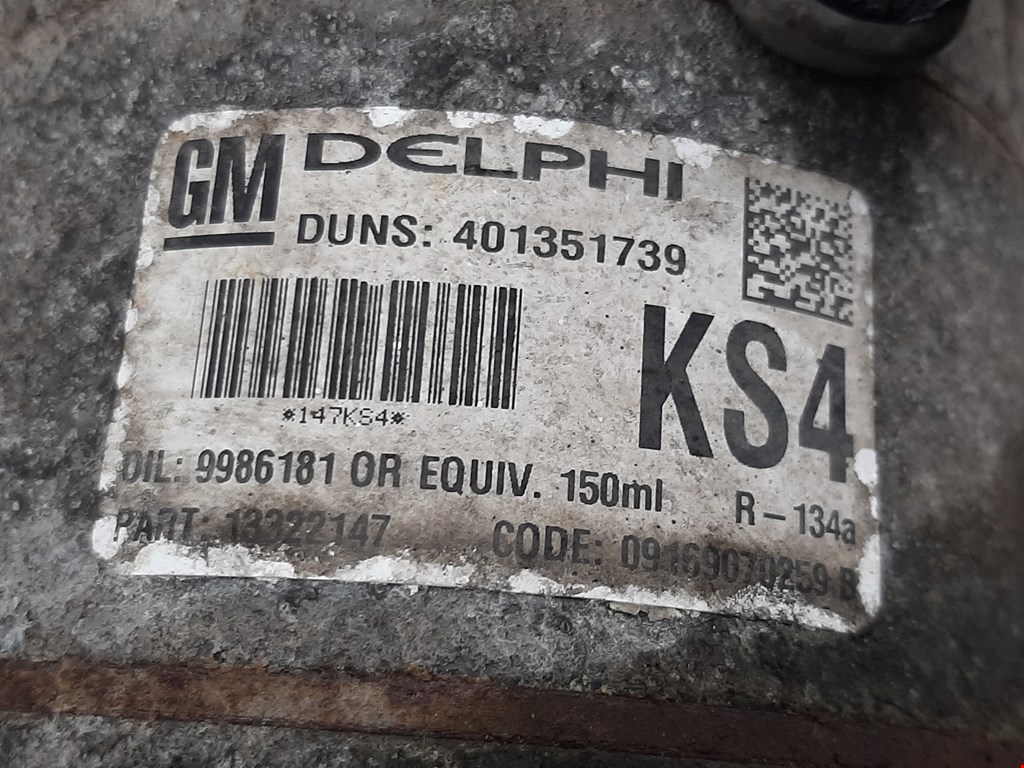 GM DELPHI
DUNS: 401351739
KS4
*147KS4*
OIL: 9986181 OR EQUIV. 150ml R-134a
PART: 13322147 CODE: 09169070259 B